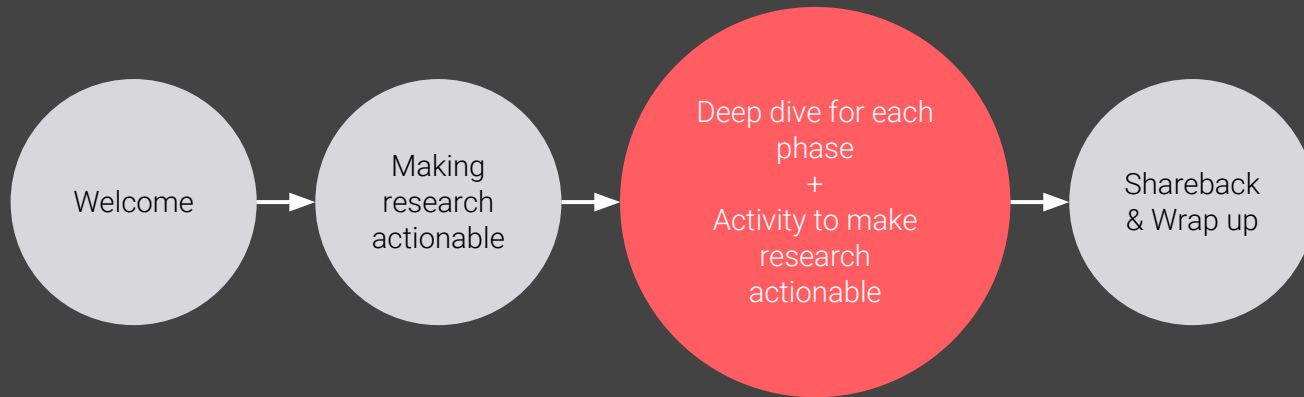 Welcome
Making
research
actionable
Deep dive for each
phase
+
Activity to make
research
actionable
Shareback
& Wrap up